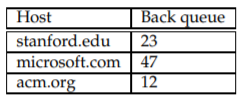 Host Back queue
stanford.edu 23
microsoft.com 47
acm.org 12